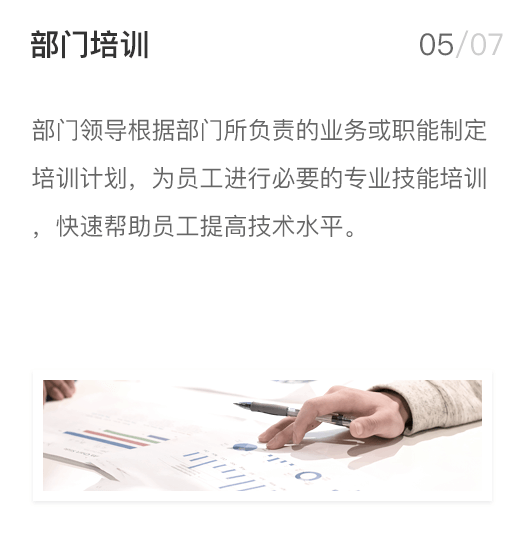 部门培训
05/07
部门领导根据部门所负责的业务或职能制定
培训计划，为员工进行必要的专业技能培训
，快速帮助员工提高技术水平。